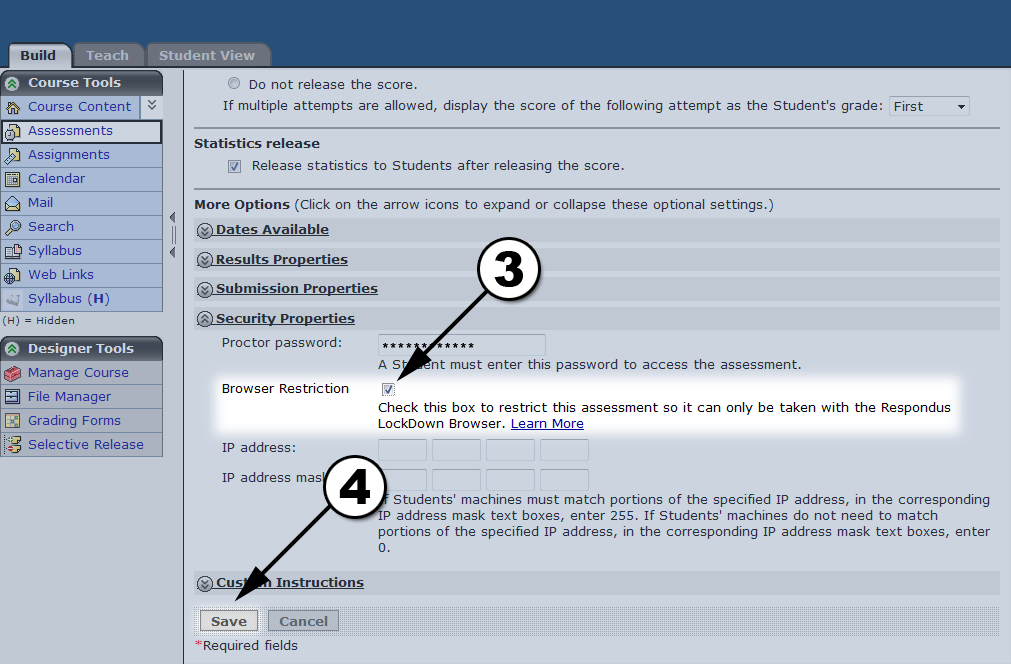 Build
Teach
Student View
Course Tools
Course Content
Assessments
Assignments
Calendar
Mail
Search
Syllabus
Web Links
Syllabus (H)
(H) = Hidden
Designer Tools
Manage Course
File Manager
Grading Forms
Selective Release
Do not release the score.
If multiple attempts are allowed, display the score of the following attempt as the Student's grade: First
Statistics release
Release statistics to Students after releasing the score.
More Options (Click on the arrow icons to expand or collapse these optional settings.)
Dates Available
Results Properties
3
Submission Properties
Security Properties
Proctor password: ************
A Student must enter this password to access the assessment.
Browser Restriction
Check this box to restrict this assessment so it can only be taken with the Respondus
LockDown Browser. Learn More
IP address:
IP address mask
4
If Students' machines must match portions of the specified IP address, in the corresponding
IP address mask text boxes, enter 255. If Students' machines do not need to match
portions of the specified IP address, in the corresponding IP address mask text boxes, enter
0.
Custom Instructions
Save
Cancel
*Required fields